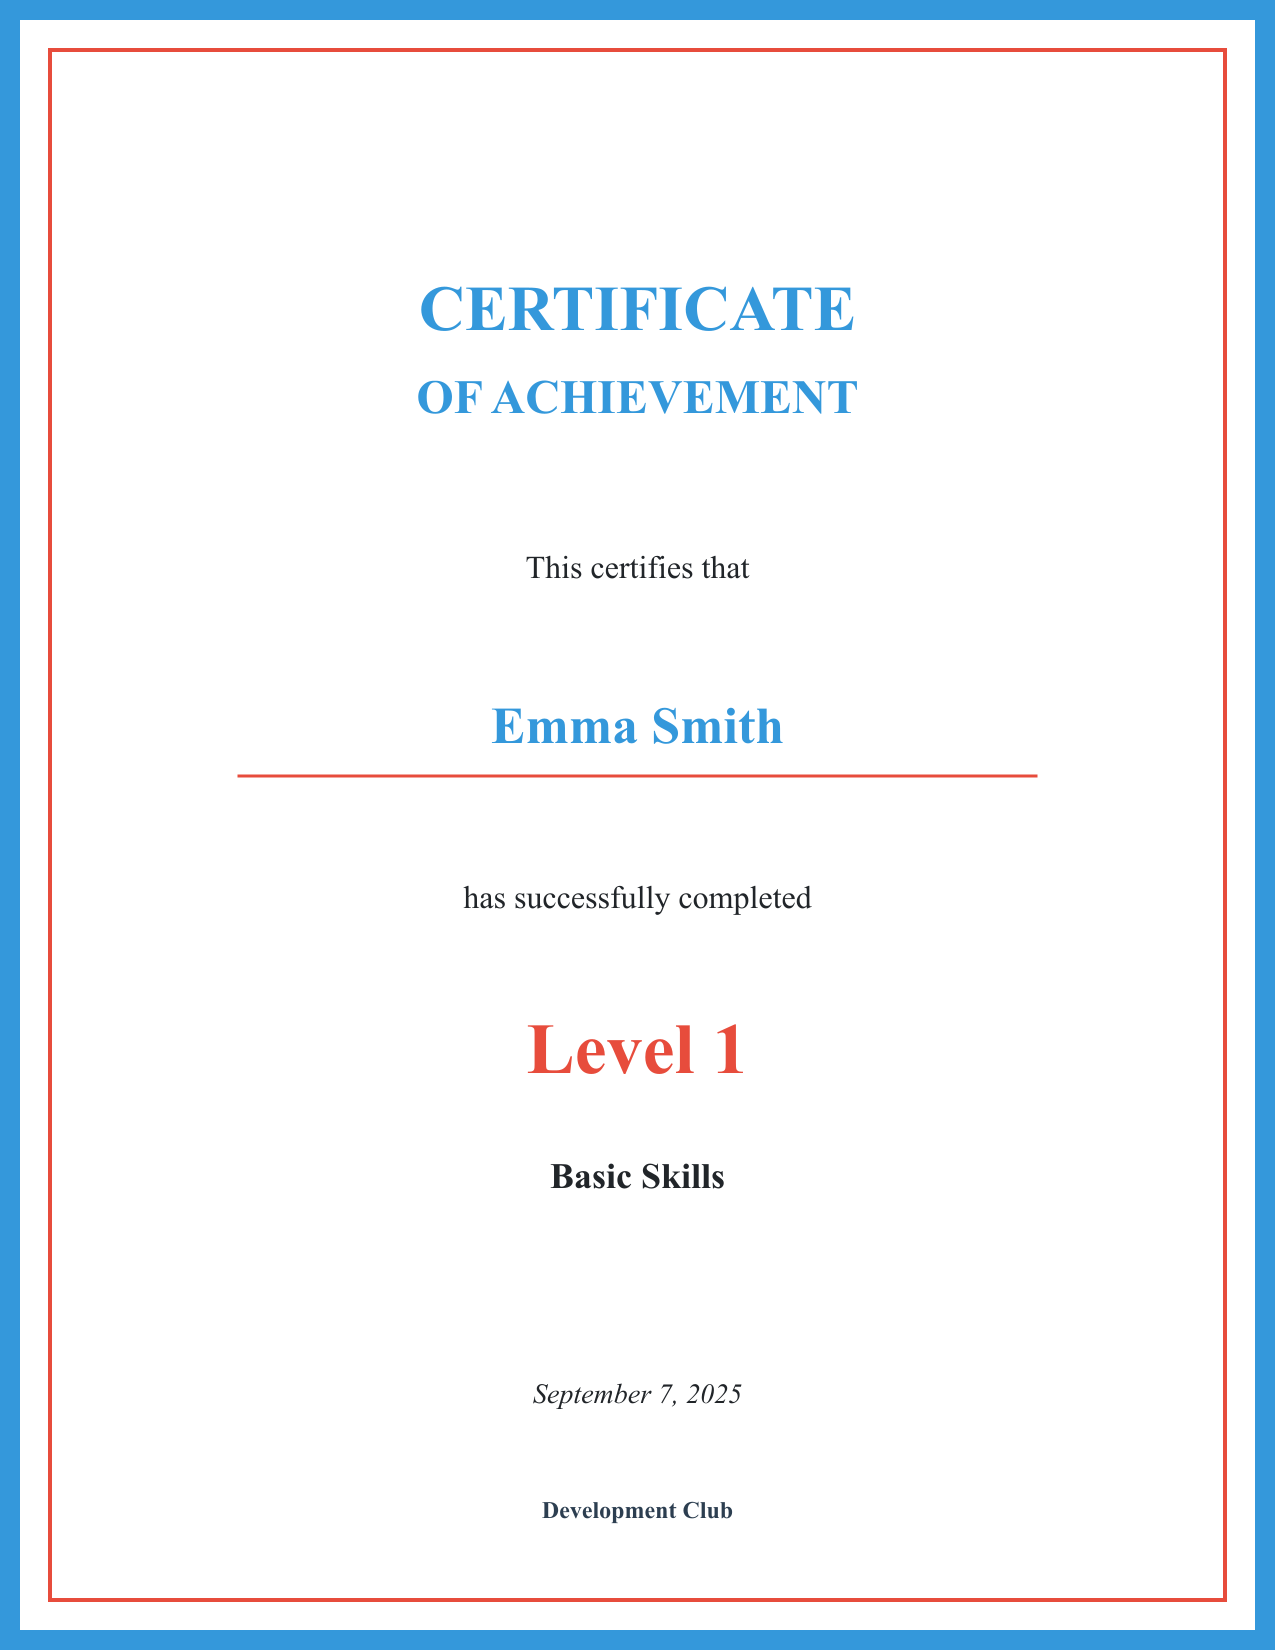 CERTIFICATE
OF ACHIEVEMENT
This certifies that
Emma Smith
has successfully completed
Level 1
Basic Skills
September 7, 2025
Development Club